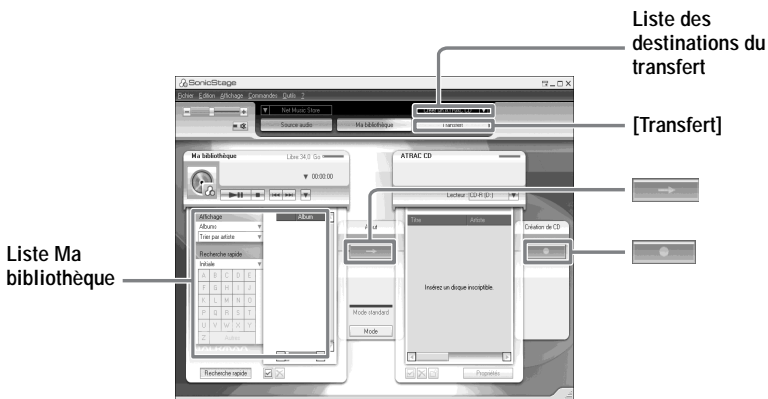 Liste des
destinations du
transfert
[Transfert]
Liste Ma
bibliothèque
SonicStage
Fichier Edition Affichage Commandes Outils ?
Net Music Store
Source audio
Ma bibliothèque
Transfert
Ma bibliothèque
Libre 34,0 Go
00:00:00
ATRAC CD
Lecteur CD-R (D:)
Affichage
Albums
Trier par artiste
Recherche rapide
Initiale
A B C D E
F G H I J
K L M N O
P Q R S T
U V W X Y
Z
Album
Mode standard
Mode
Titre Artiste
Insérez un disque inscriptible.
Création de CD
Recherche rapide
Propriétés